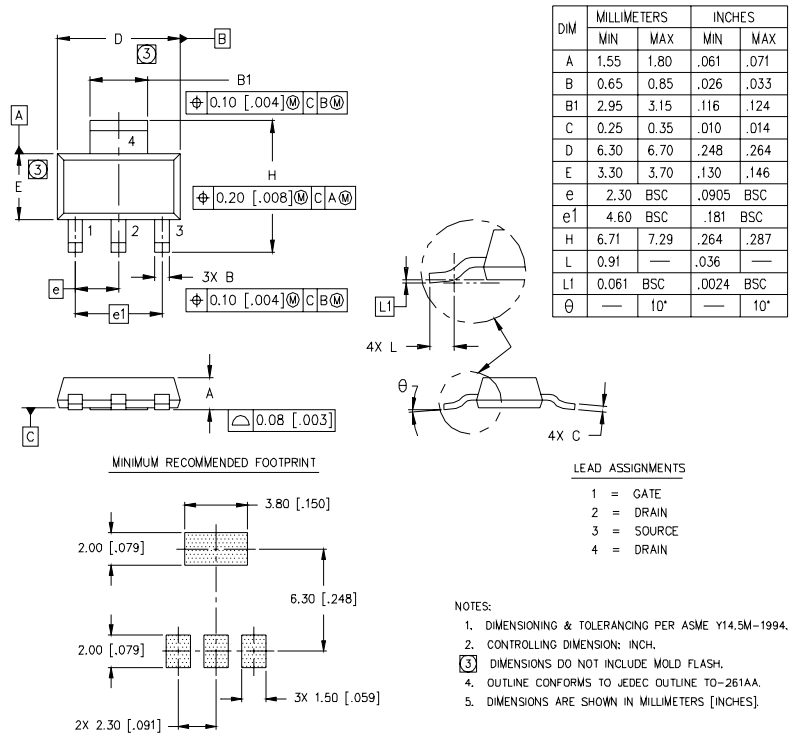 D
B
3
B1
⌖ 0.10 [.004]Ⓜ C BⓂ
A
4
3
E
H
⌖ 0.20 [.008]Ⓜ C AⓂ
1 2 3
3X B
e
⌖ 0.10 [.004]Ⓜ C BⓂ
e1
L1
4X L
DIM MILLIMETERS INCHES
MIN MAX MIN MAX
A 1.55 1.80 .061 .071
B 0.65 0.85 .026 .033
B1 2.95 3.15 .116 .124
C 0.25 0.35 .010 .014
D 6.30 6.70 .248 .264
E 3.30 3.70 .130 .146
e 2.30 BSC .0905 BSC
e1 4.60 BSC .181 BSC
H 6.71 7.29 .264 .287
L 0.91 — .036 —
L1 0.061 BSC .0024 BSC
θ — 10° — 10°
A
C
⌓ 0.08 [.003]
θ
4X C
MINIMUM RECOMMENDED FOOTPRINT
3.80 [.150]
2.00 [.079]
6.30 [.248]
2.00 [.079]
3X 1.50 [.059]
2X 2.30 [.091]
LEAD ASSIGNMENTS
1 = GATE
2 = DRAIN
3 = SOURCE
4 = DRAIN
NOTES:
1. DIMENSIONING & TOLERANCING PER ASME Y14.5M-1994.
2. CONTROLLING DIMENSION: INCH.
3 DIMENSIONS DO NOT INCLUDE MOLD FLASH.
4. OUTLINE CONFORMS TO JEDEC OUTLINE TO-261AA.
5. DIMENSIONS ARE SHOWN IN MILLIMETERS [INCHES].